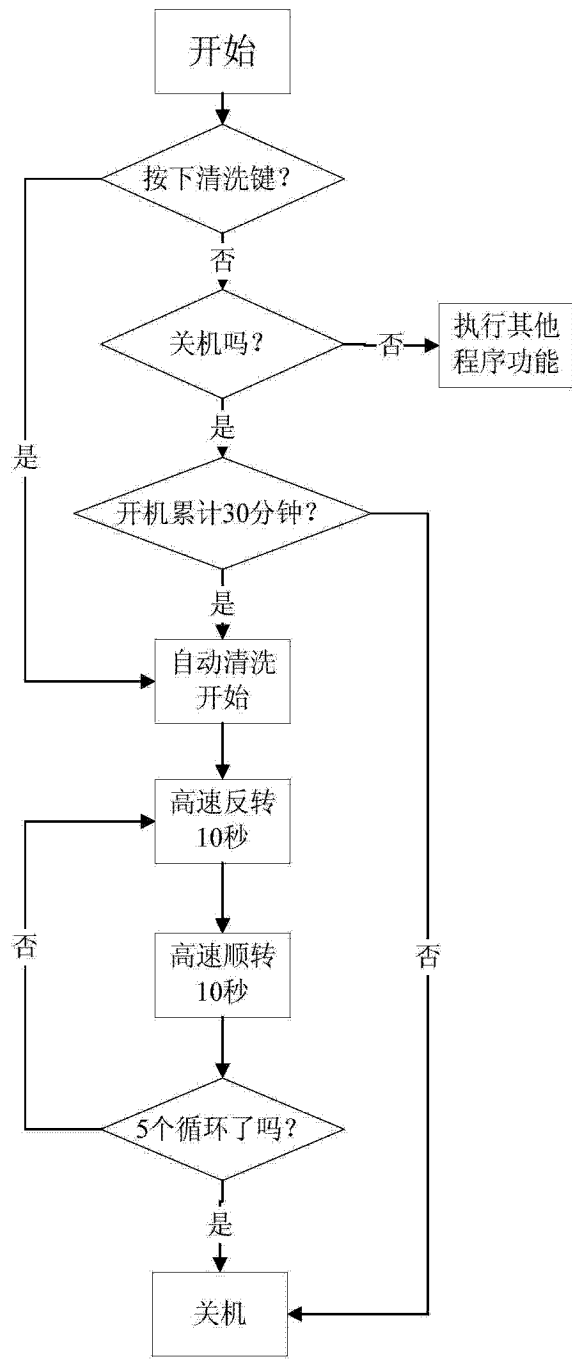 开始
按下清洗键？
否
关机吗？
否
执行其他
程序功能
是
是
开机累计30分钟？
是
自动清洗
开始
高速反转
10秒
否
高速顺转
10秒
否
5个循环了吗？
是
关机